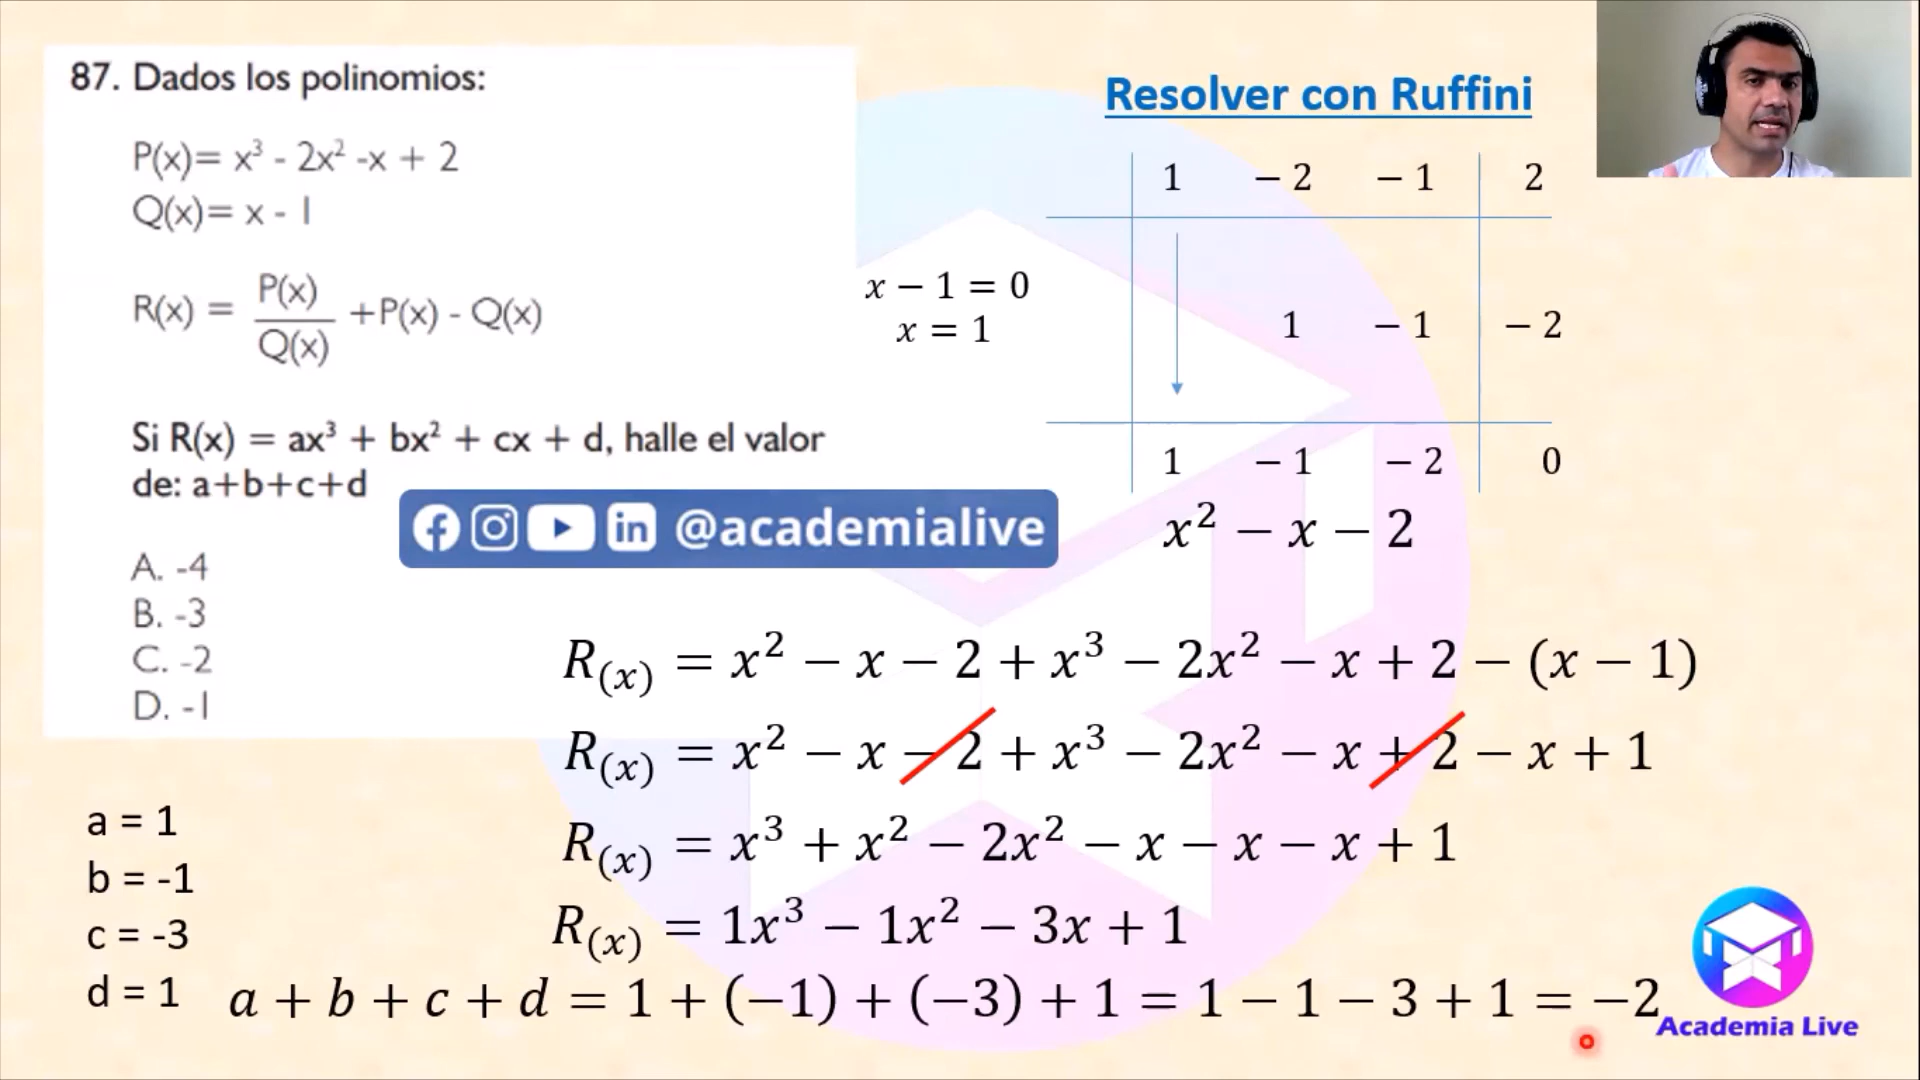 87. Dados los polinomios:
P(x)= x³ - 2x² -x + 2
Q(x)= x - 1
R(x) = P(x)/Q(x) +P(x) - Q(x)
Si R(x) = ax³ + bx² + cx + d, halle el valor
de: a+b+c+d
A. -4
B. -3
C. -2
D. -1
@academialive
Resolver con Ruffini
1 − 2 − 1 2
x − 1 = 0
x = 1
1 − 1 − 2
1 − 1 − 2 0
x² − x − 2
R(x) = x² − x − 2 + x³ − 2x² − x + 2 − (x − 1)
R(x) = x² − x − 2 + x³ − 2x² − x + 2 − x + 1
R(x) = x³ + x² − 2x² − x − x − x + 1
R(x) = 1x³ − 1x² − 3x + 1
a = 1
b = -1
c = -3
d = 1
a + b + c + d = 1 + (−1) + (−3) + 1 = 1 − 1 − 3 + 1 = −2
Academia Live